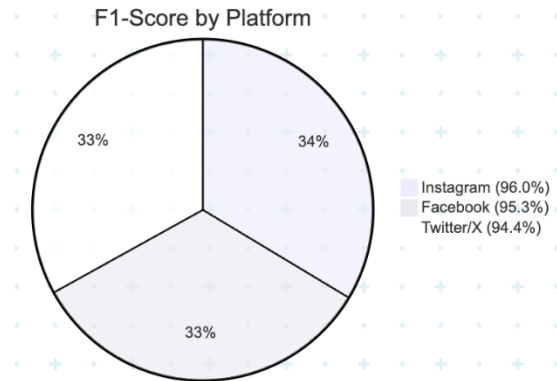 F1-Score by Platform
33%
34%
33%
Instagram (96.0%)
Facebook (95.3%)
Twitter/X (94.4%)